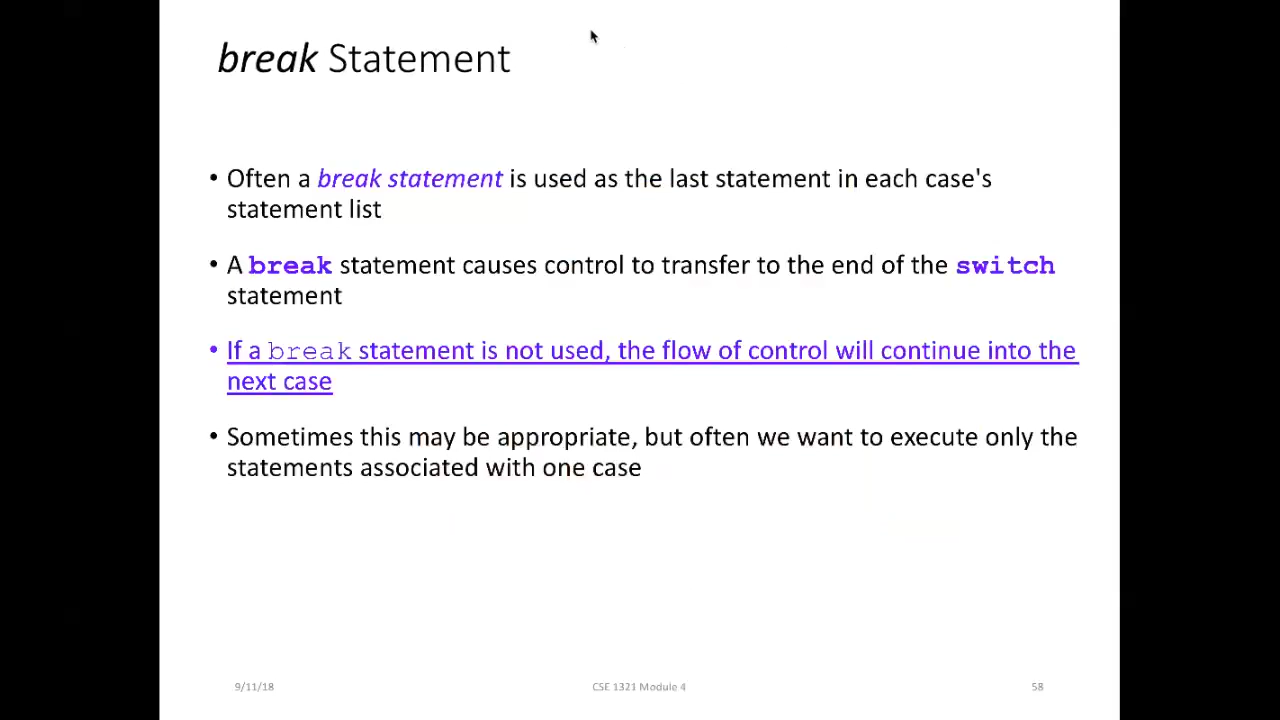 break Statement
• Often a break statement is used as the last statement in each case's
statement list
• A break statement causes control to transfer to the end of the switch
statement
• If a break statement is not used, the flow of control will continue into the
next case
• Sometimes this may be appropriate, but often we want to execute only the
statements associated with one case
9/11/18
CSE 1321 Module 4
58